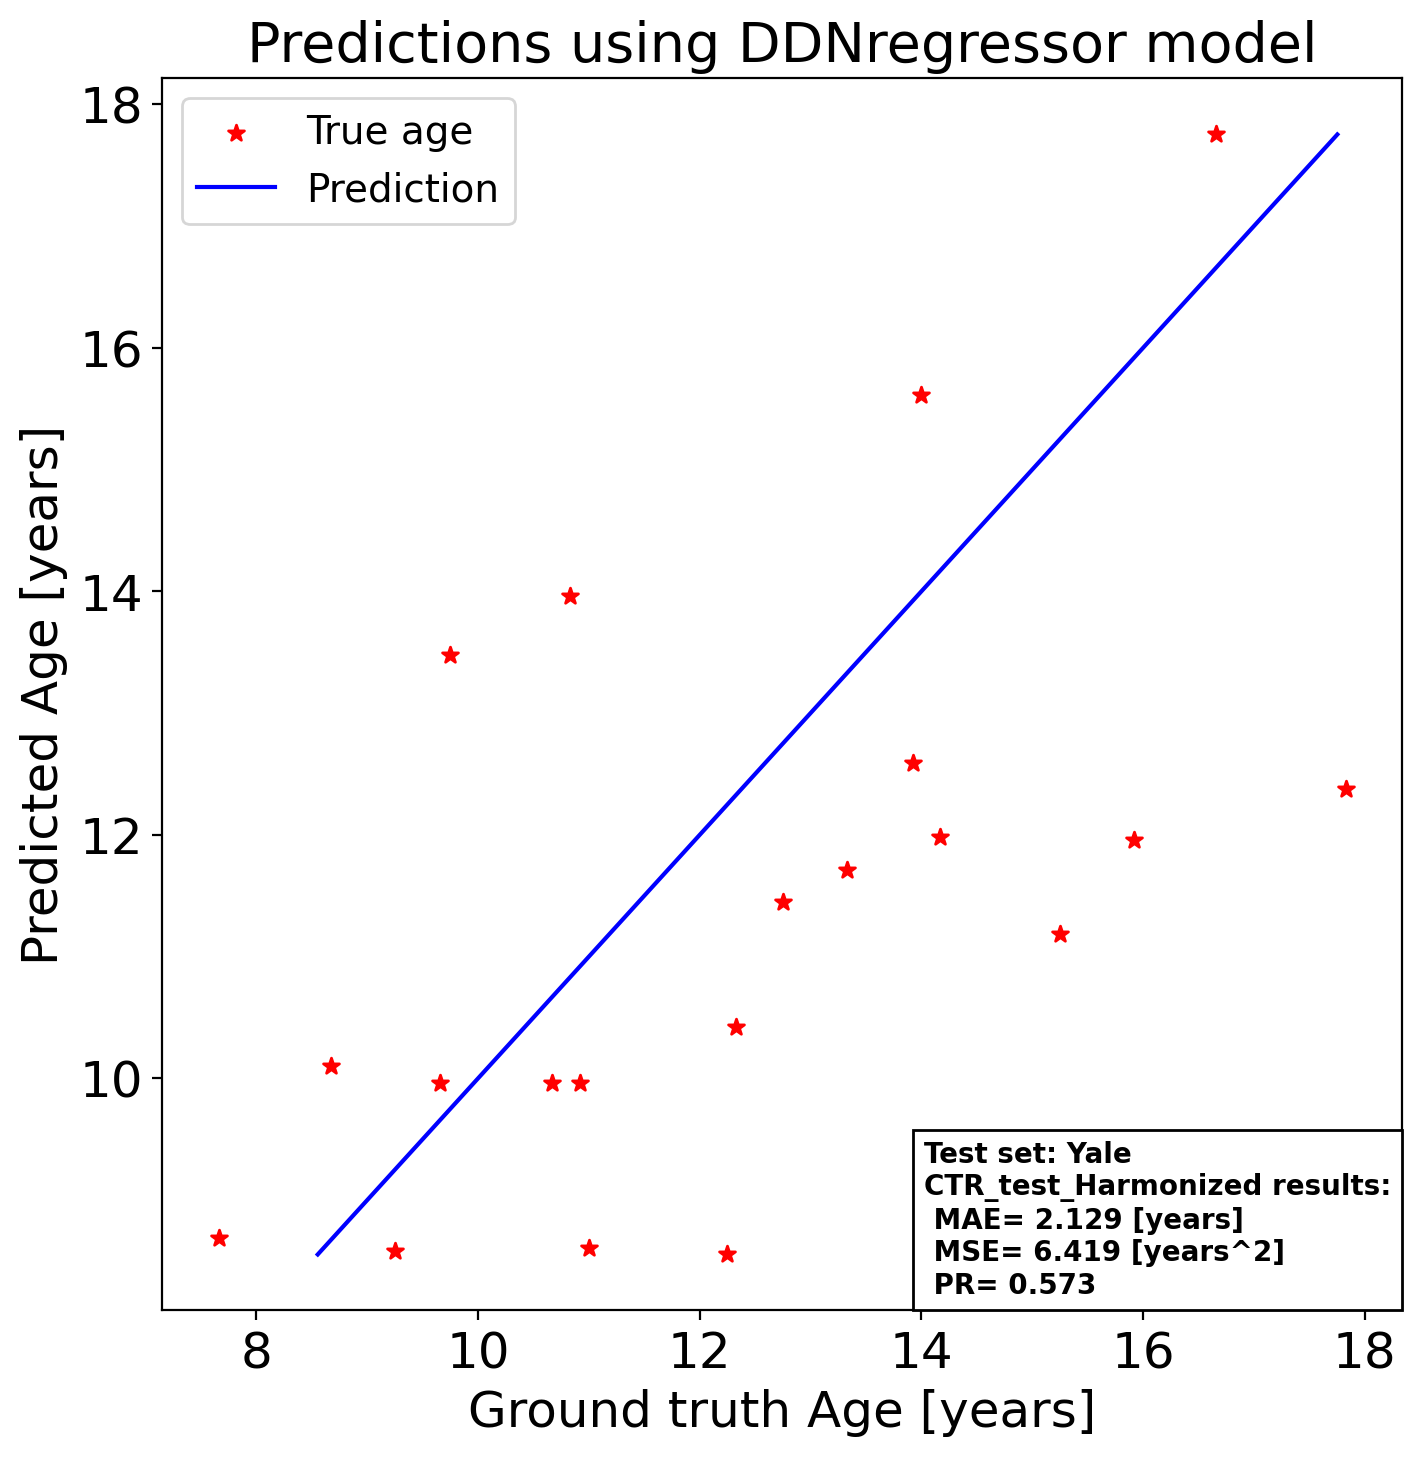 Predictions using DDNregressor model
18
16
14
12
10
Predicted Age [years]
True age
Prediction
Test set: Yale
CTR_test_Harmonized results:
MAE= 2.129 [years]
MSE= 6.419 [years^2]
PR= 0.573
8
10
12
14
16
18
Ground truth Age [years]